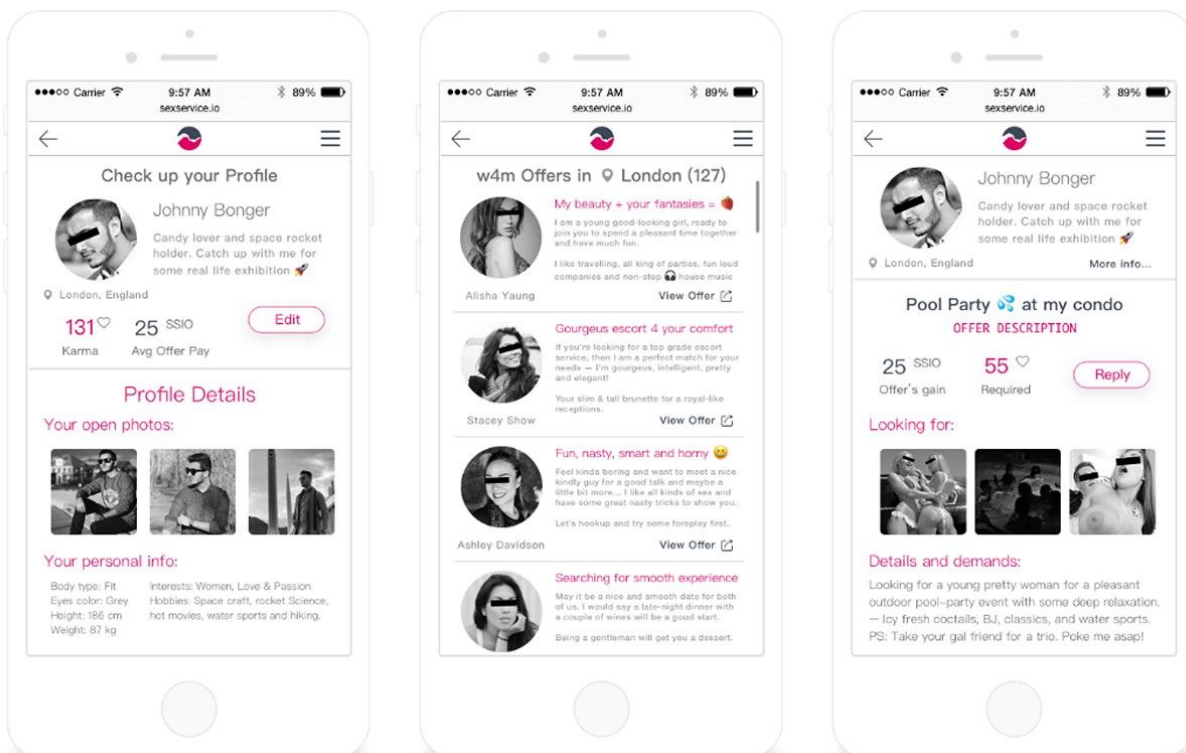 ●●●○○ Carrier 9:57 AM 89%
sexservice.io
Check up your Profile
Johnny Bonger
Candy lover and space rocket
holder. Catch up with me for
some real life exhibition 🚀
London, England
131♡ 25 SSIO
Karma Avg Offer Pay
Edit
Profile Details
Your open photos:
Your personal info:
Body type: Fit
Eyes color: Grey
Height: 186 cm
Weight: 87 kg
Interests: Women, Love & Passion
Hobbies: Space craft, rocket Science,
hot movies, water sports and hiking.
●●●○○ Carrier 9:57 AM 89%
sexservice.io
w4m Offers in London (127)
My beauty + your fantasies = 🍓
I am a young good-looking girl, ready to
join you to spend a pleasant time together
and have much fun.
I like travelling, all king of parties, fun loud
companies and non-stop 🎧 house music
Alisha Yaung View Offer
Gourgeus escort 4 your comfort
If you're looking for a top grade escort
service, then I am a perfect match for your
needs – I'm gourgeus, intelligent, pretty
and elegant!
Your slim & tall brunette for a royal-like
receptions.
Stacey Show View Offer
Fun, nasty, smart and horny 😄
Feel kinda boring and want to meet a nice
kindly guy for a good talk and maybe a
little bit more... I like all kinds of sex and
have some great nasty tricks to show you.
Let's hookup and try some foreplay first.
Ashley Davidson View Offer
Searching for smooth experience
May it be a nice and smooth date for both
of us. I would say a late-night dinner with
a couple of wines will be a good start.
Being a gentleman will get you a dessert.
●●●○○ Carrier 9:57 AM 89%
sexservice.io
Johnny Bonger
Candy lover and space rocket
holder. Catch up with me for
some real life exhibition 🚀
London, England More info...
Pool Party 💦 at my condo
OFFER DESCRIPTION
25 SSIO 55 ♡
Offer's gain Required
Reply
Looking for:
Details and demands:
Looking for a young pretty woman for a pleasant
outdoor pool-party event with some deep relaxation.
– Icy fresh coctails, BJ, classics, and water sports.
PS: Take your gal friend for a trio. Poke me asap!